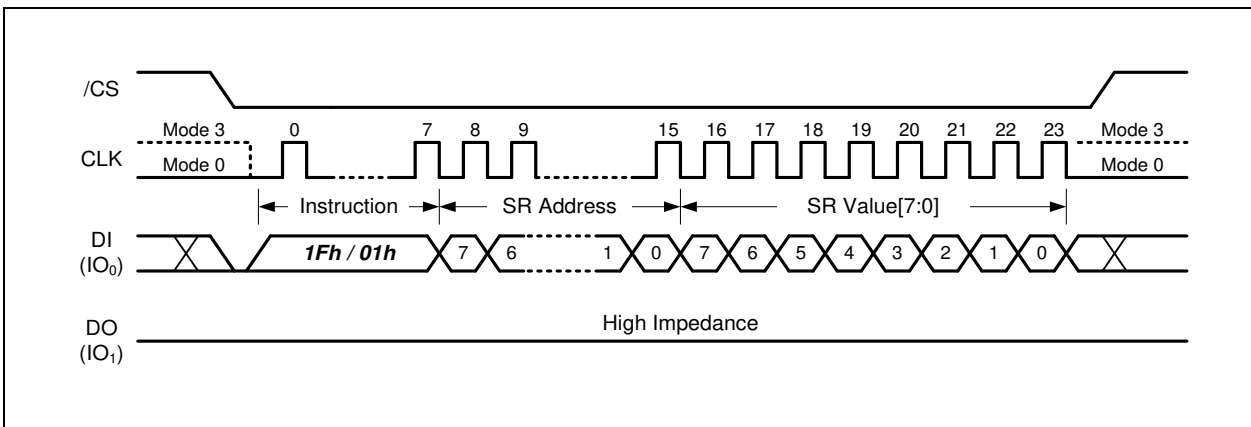 /CS
Mode 3 0 7 8 9 15 16 17 18 19 20 21 22 23 Mode 3
CLK
Mode 0 Mode 0
Instruction SR Address SR Value[7:0]
DI
(IO₀)
1Fh / 01h 7 6 1 0 7 6 5 4 3 2 1 0
High Impedance
DO
(IO₁)